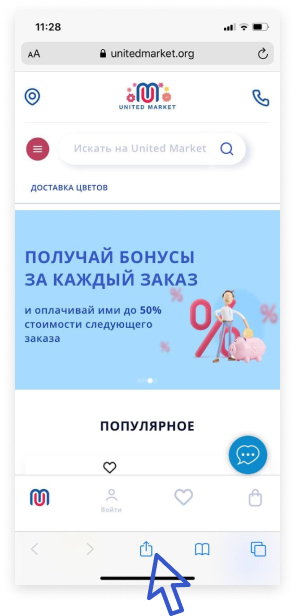 11:28
AA
unitedmarket.org
UNITED MARKET
Искать на United Market
ДОСТАВКА ЦВЕТОВ
ПОЛУЧАЙ БОНУСЫ
ЗА КАЖДЫЙ ЗАКАЗ
и оплачивай ими до 50%
стоимости следующего
заказа
%
%
%
%
ПОПУЛЯРНОЕ
Войти